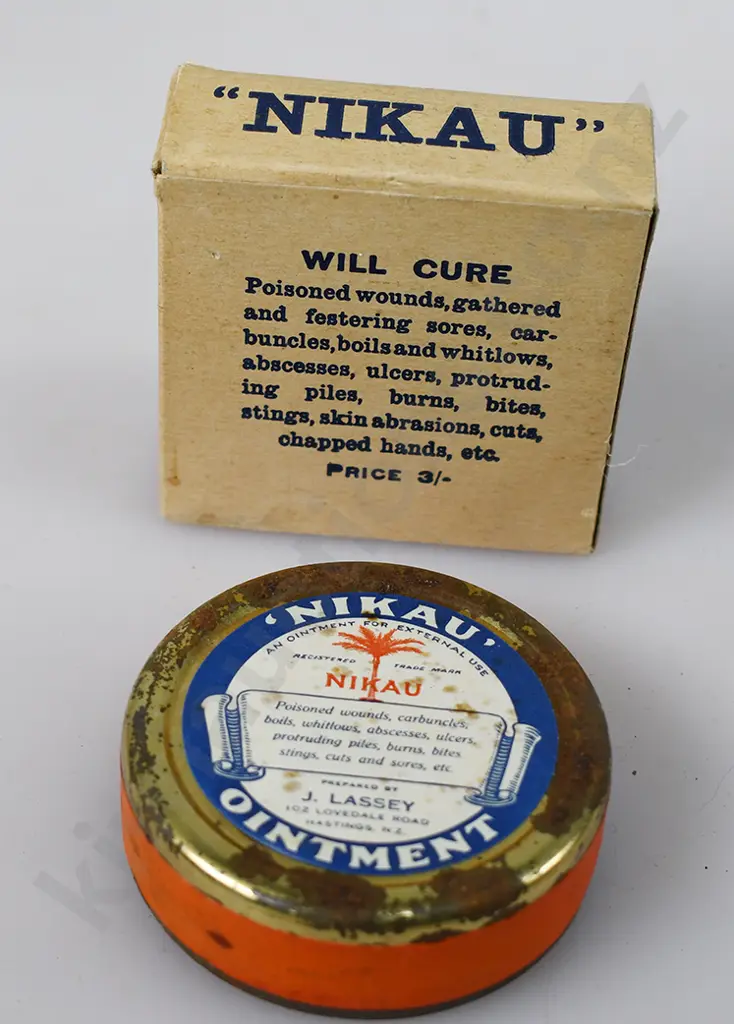 "NIKAU"
WILL CURE
Poisoned wounds, gathered
and festering sores, car-
buncles, boils and whitlows,
abscesses, ulcers, protrud-
ing piles, burns, bites,
stings, skin abrasions, cuts,
chapped hands, etc.
PRICE 3/-
'NIKAU'
AN OINTMENT FOR EXTERNAL USE
REGISTERED TRADE MARK
NIKAU
Poisoned wounds, carbuncles,
boils, whitlows, abscesses, ulcers,
protruding piles, burns, bites
stings, cuts and sores, etc.
PREPARED BY
J. LASSEY
102 LOVEDALE ROAD
HASTINGS, N.Z.
OINTMENT